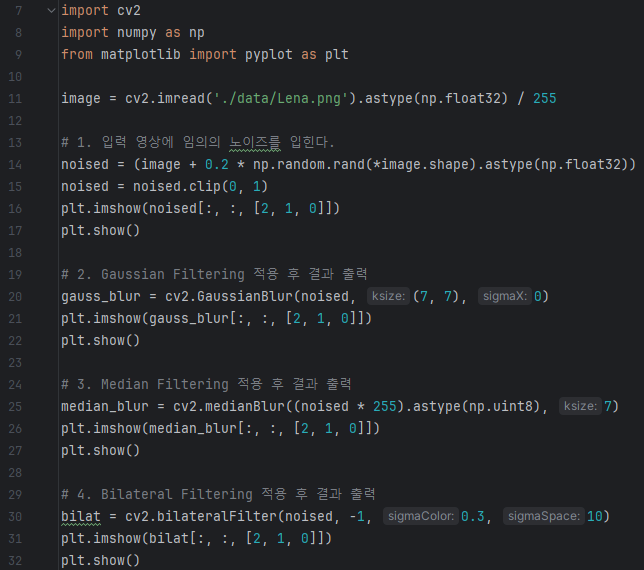 7 import cv2
8 import numpy as np
9 from matplotlib import pyplot as plt
10
11 image = cv2.imread('./data/Lena.png').astype(np.float32) / 255
12
13 # 1. 입력 영상에 임의의 노이즈를 입힌다.
14 noised = (image + 0.2 * np.random.rand(*image.shape).astype(np.float32))
15 noised = noised.clip(0, 1)
16 plt.imshow(noised[:, :, [2, 1, 0]])
17 plt.show()
18
19 # 2. Gaussian Filtering 적용 후 결과 출력
20 gauss_blur = cv2.GaussianBlur(noised, ksize: (7, 7), sigmaX: 0)
21 plt.imshow(gauss_blur[:, :, [2, 1, 0]])
22 plt.show()
23
24 # 3. Median Filtering 적용 후 결과 출력
25 median_blur = cv2.medianBlur((noised * 255).astype(np.uint8), ksize: 7)
26 plt.imshow(median_blur[:, :, [2, 1, 0]])
27 plt.show()
28
29 # 4. Bilateral Filtering 적용 후 결과 출력
30 bilat = cv2.bilateralFilter(noised, -1, sigmaColor: 0.3, sigmaSpace: 10)
31 plt.imshow(bilat[:, :, [2, 1, 0]])
32 plt.show()